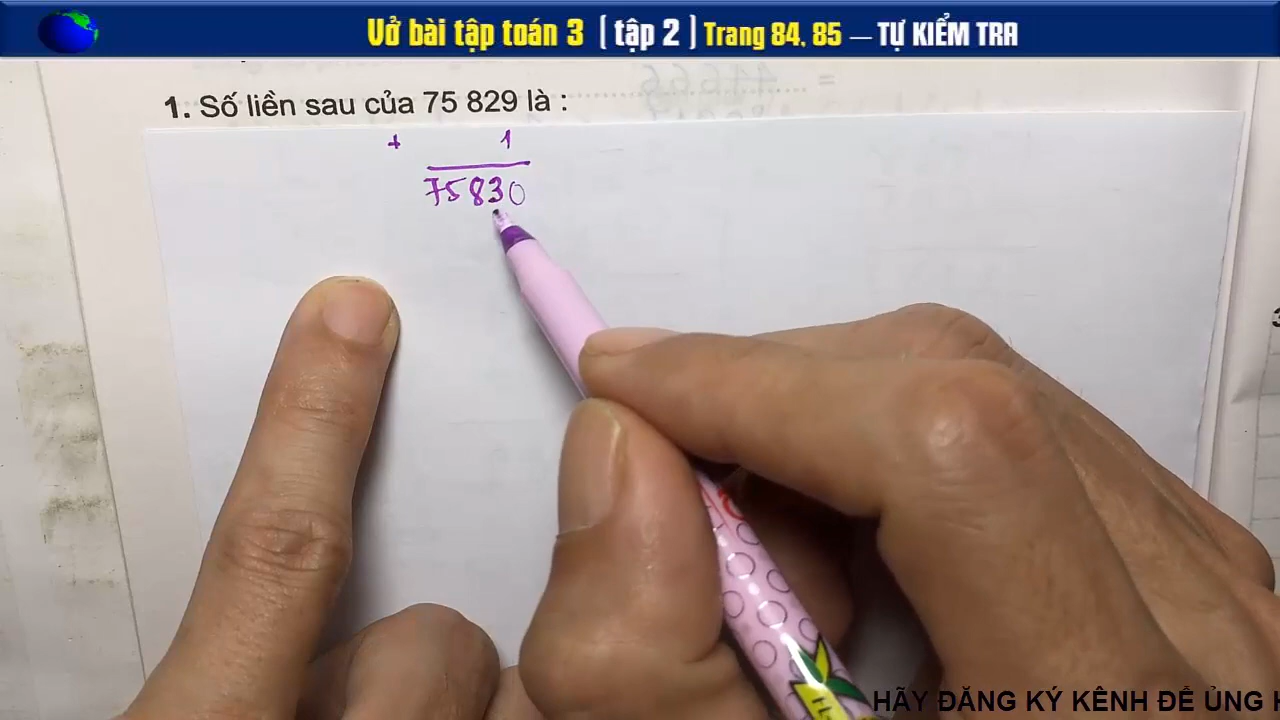 Vở bài tập toán 3 ( tập 2 ) Trang 84, 85 — TỰ KIỂM TRA
1. Số liền sau của 75 829 là :
+ 1
75830
HÃY ĐĂNG KÝ KÊNH ĐỂ ỦNG H